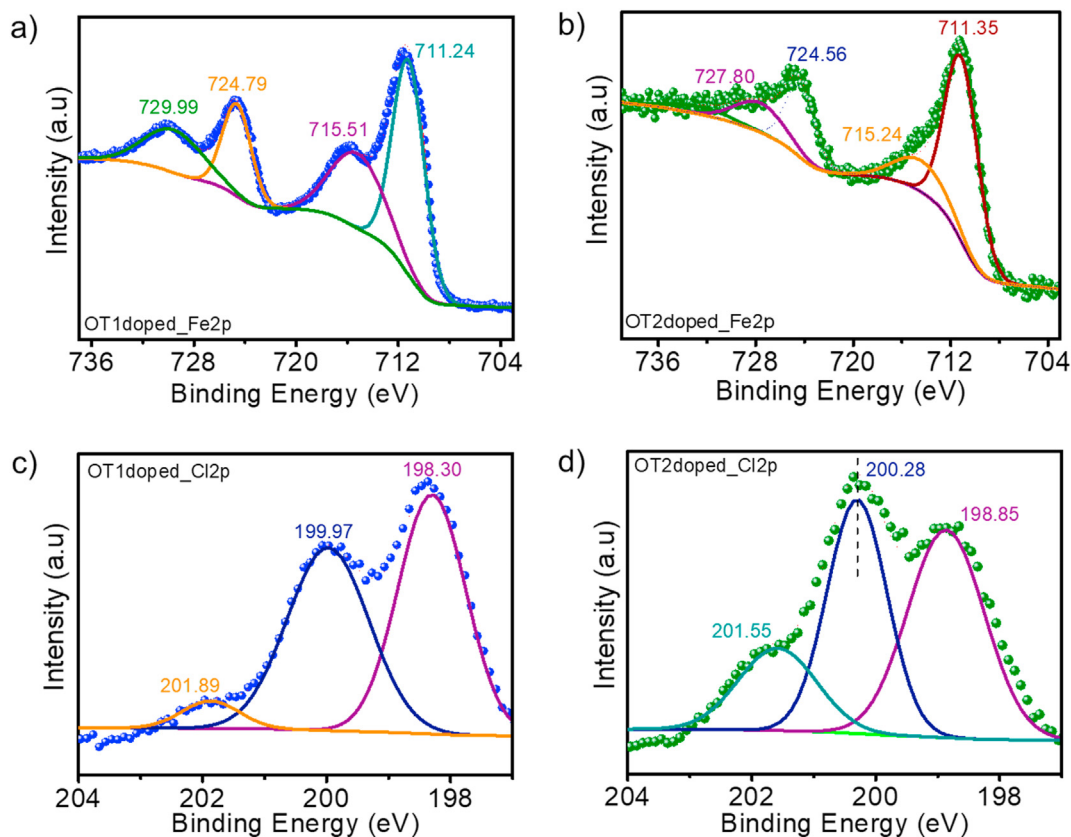 a)
711.24
724.79
729.99
715.51
Intensity (a.u)
OT1doped_Fe2p
736 728 720 711 704
Binding Energy (eV)
b)
711.35
724.56
727.80
715.24
Intensity (a.u)
OT2doped_Fe2p
736 728 720 711 704
Binding Energy (eV)
c)
OT1doped_Cl2p
198.30
199.97
201.89
Intensity (a.u)
204 202 200 198
Binding Energy (eV)
d)
OT2doped_Cl2p
200.28
198.85
201.55
Intensity (a.u)
204 202 200 198
Binding Energy (eV)